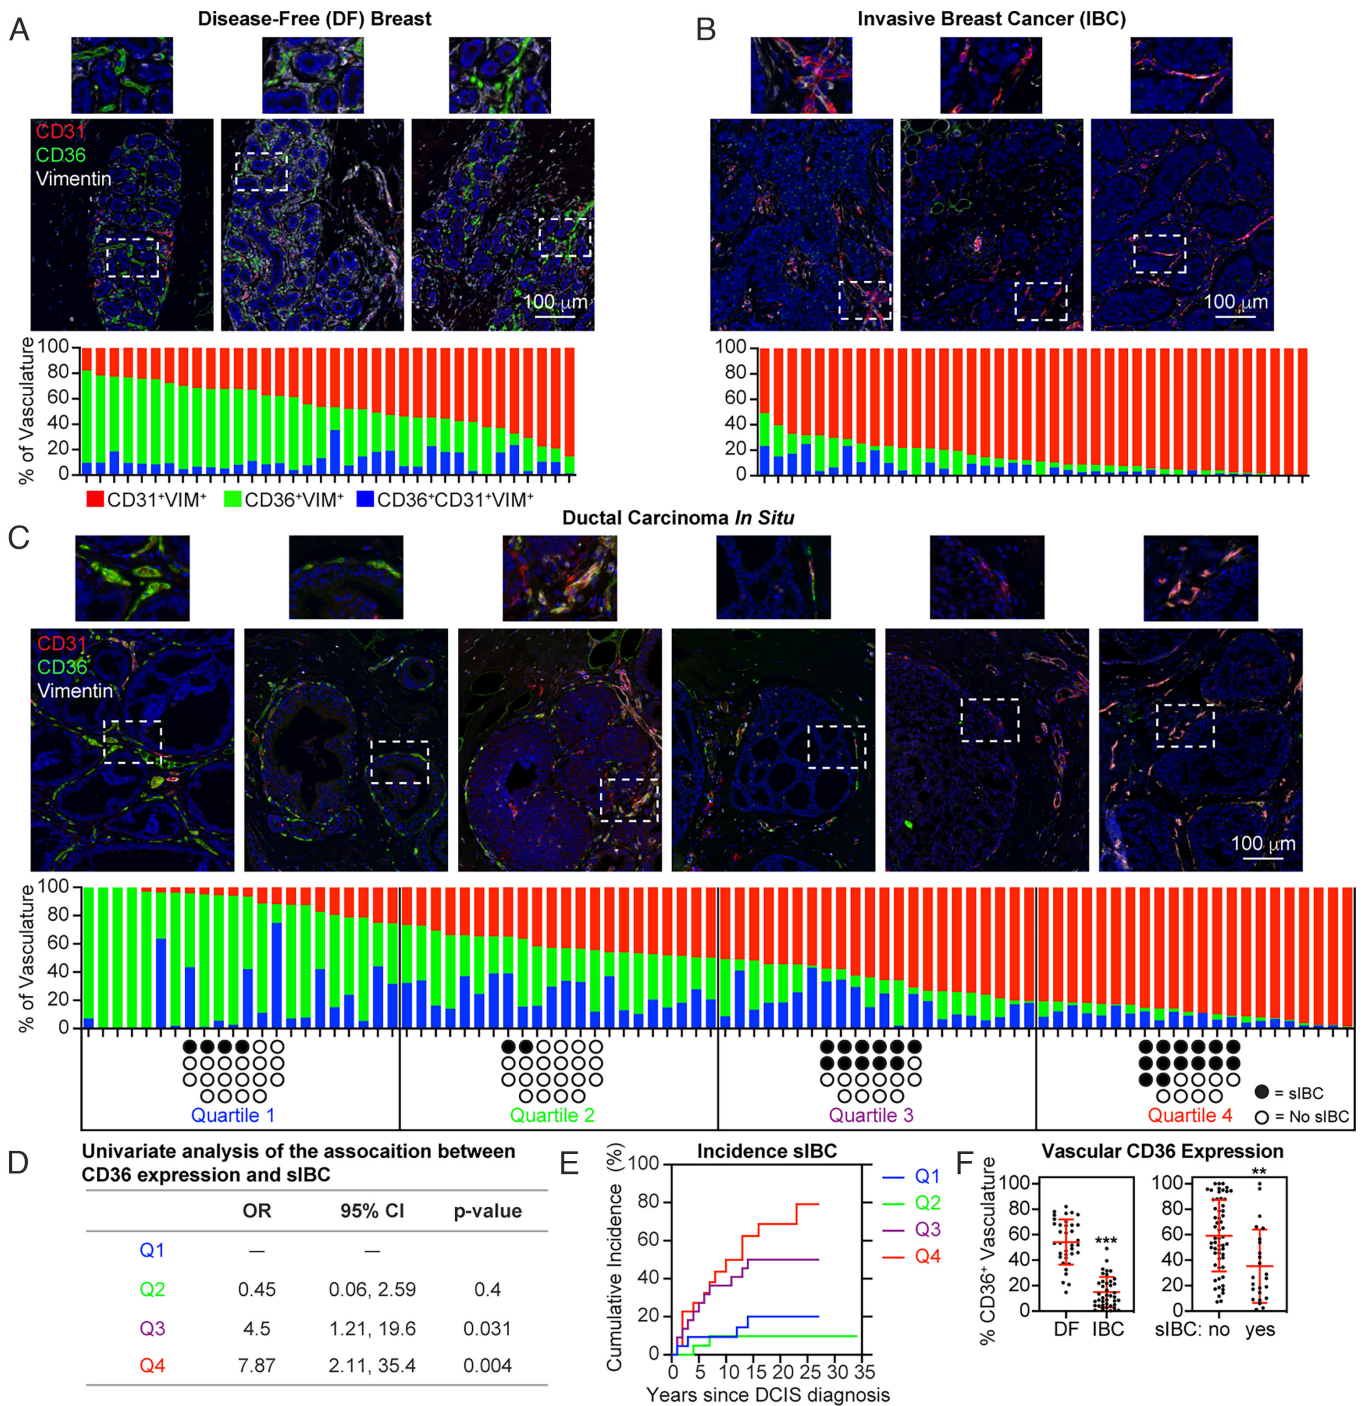 A
Disease-Free (DF) Breast
B
Invasive Breast Cancer (IBC)
CD31
CD36
Vimentin
100 μm
100 μm
% of Vasculature
100
80
60
40
20
0
100
80
60
40
20
0
CD31+VIM+
CD36+VIM+
CD36+CD31+VIM+
C
Ductal Carcinoma In Situ
CD31
CD36
Vimentin
100 μm
% of Vasculature
100
80
60
40
20
0
Quartile 1
Quartile 2
Quartile 3
Quartile 4
= sIBC
= No sIBC
D
Univariate analysis of the assocaition between
CD36 expression and sIBC
OR 95% CI p-value
Q1 — —
Q2 0.45 0.06, 2.59 0.4
Q3 4.5 1.21, 19.6 0.031
Q4 7.87 2.11, 35.4 0.004
E
Incidence sIBC
Cumulative Incidence (%)
100
80
60
40
20
0
0 5 10 15 20 25 30 35
Years since DCIS diagnosis
Q1
Q2
Q3
Q4
F
Vascular CD36 Expression
% CD36+ Vasculature
100
80
60
40
20
0
***
DF IBC
100
80
60
40
20
0
**
sIBC: no yes